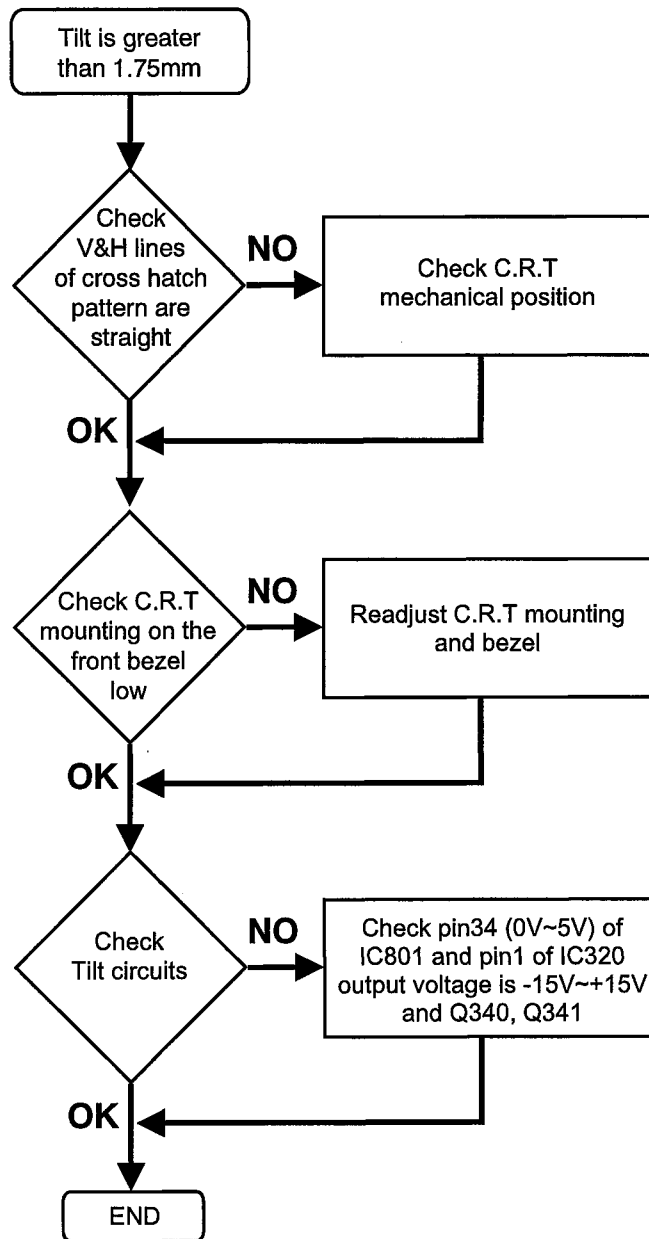 Tilt is greater
than 1.75mm
Check
V&H lines
of cross hatch
pattern are
straight
NO
Check C.R.T
mechanical position
OK
Check C.R.T
mounting on the
front bezel
low
NO
Readjust C.R.T mounting
and bezel
OK
Check
Tilt circuits
NO
Check pin34 (0V~5V) of
IC801 and pin1 of IC320
output voltage is -15V~+15V
and Q340, Q341
OK
END